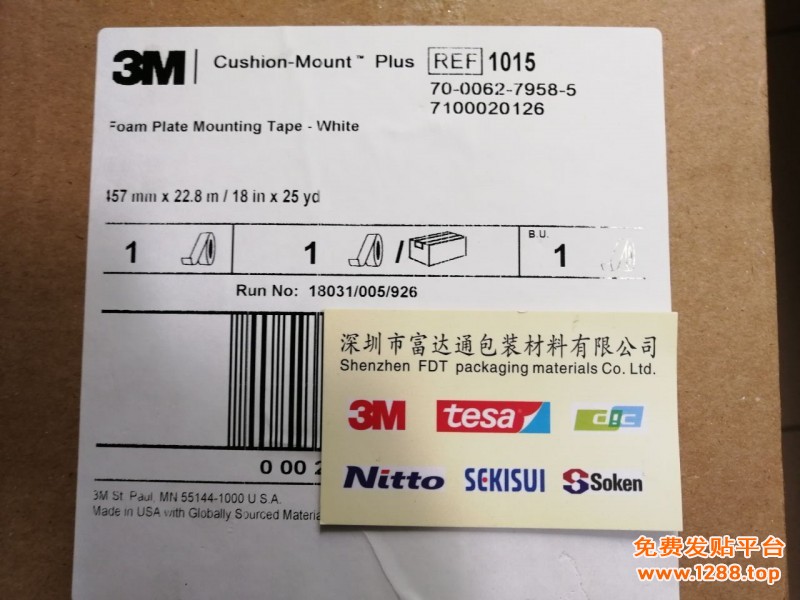 3M Cushion-Mount™ Plus REF 1015
70-0062-7958-5
7100020126
Foam Plate Mounting Tape - White
457 mm x 22.8 m / 18 in x 25 yd
1 1 / B.U. 1
Run No: 18031/005/926
深圳市富达通包装材料有限公司
Shenzhen FDT packaging materials Co. Ltd.
3M tesa dic
Nitto SEKISUI Soken
0 00
3M St. Paul, MN 55144-1000 U.S.A.
Made in USA with Globally Sourced
免费发贴平台
www.1288.top